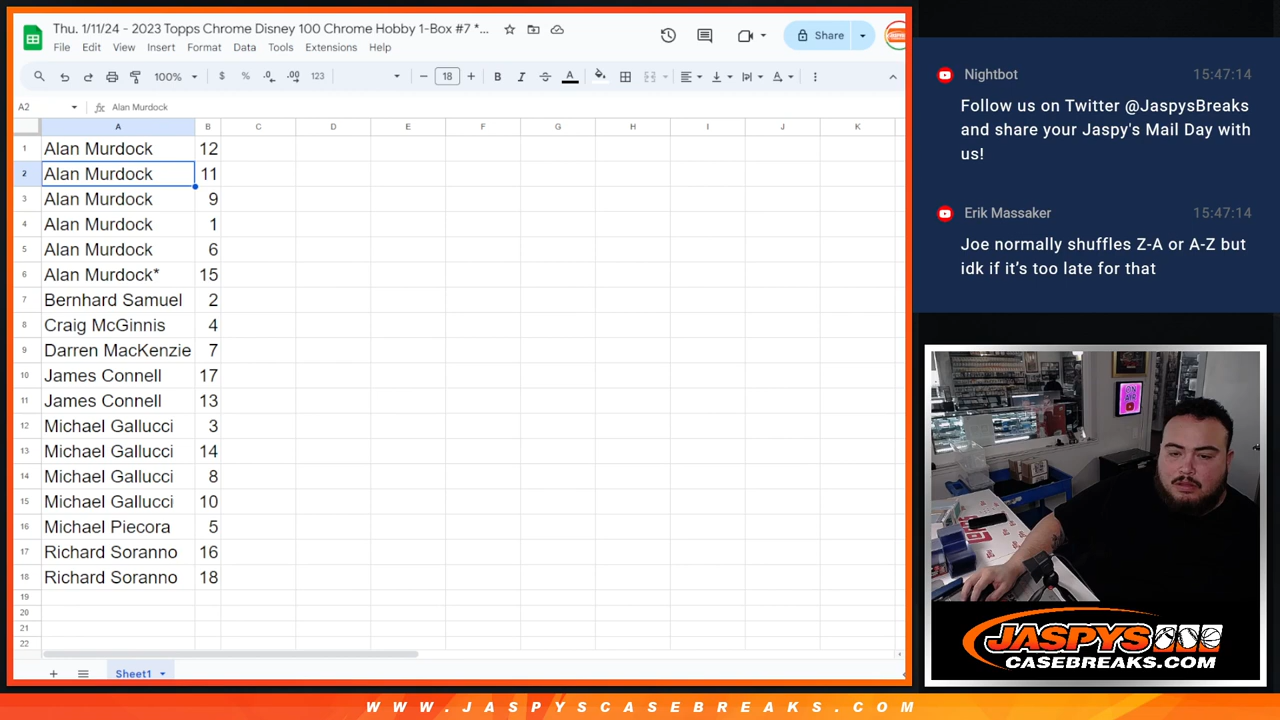 Thu. 1/11/24 - 2023 Topps Chrome Disney 100 Chrome Hobby 1-Box #7 *...
File Edit View Insert Format Data Tools Extensions Help
Share
100% $ % .0 .00 123 18 B I A
A2 fx Alan Murdock
A B C D E F G H I J K
1 Alan Murdock 12
2 Alan Murdock 11
3 Alan Murdock 9
4 Alan Murdock 1
5 Alan Murdock 6
6 Alan Murdock* 15
7 Bernhard Samuel 2
8 Craig McGinnis 4
9 Darren MacKenzie 7
10 James Connell 17
11 James Connell 13
12 Michael Gallucci 3
13 Michael Gallucci 14
14 Michael Gallucci 8
15 Michael Gallucci 10
16 Michael Piecora 5
17 Richard Soranno 16
18 Richard Soranno 18
19
20
21
22
Sheet1
Nightbot 15:47:14
Follow us on Twitter @JaspysBreaks
and share your Jaspy's Mail Day with
us!
Erik Massaker 15:47:14
Joe normally shuffles Z-A or A-Z but
idk if it's too late for that
ON
AIR
JASPYS
CASEBREAKS.COM
WWW.JASPYSCASEBREAKS.COM